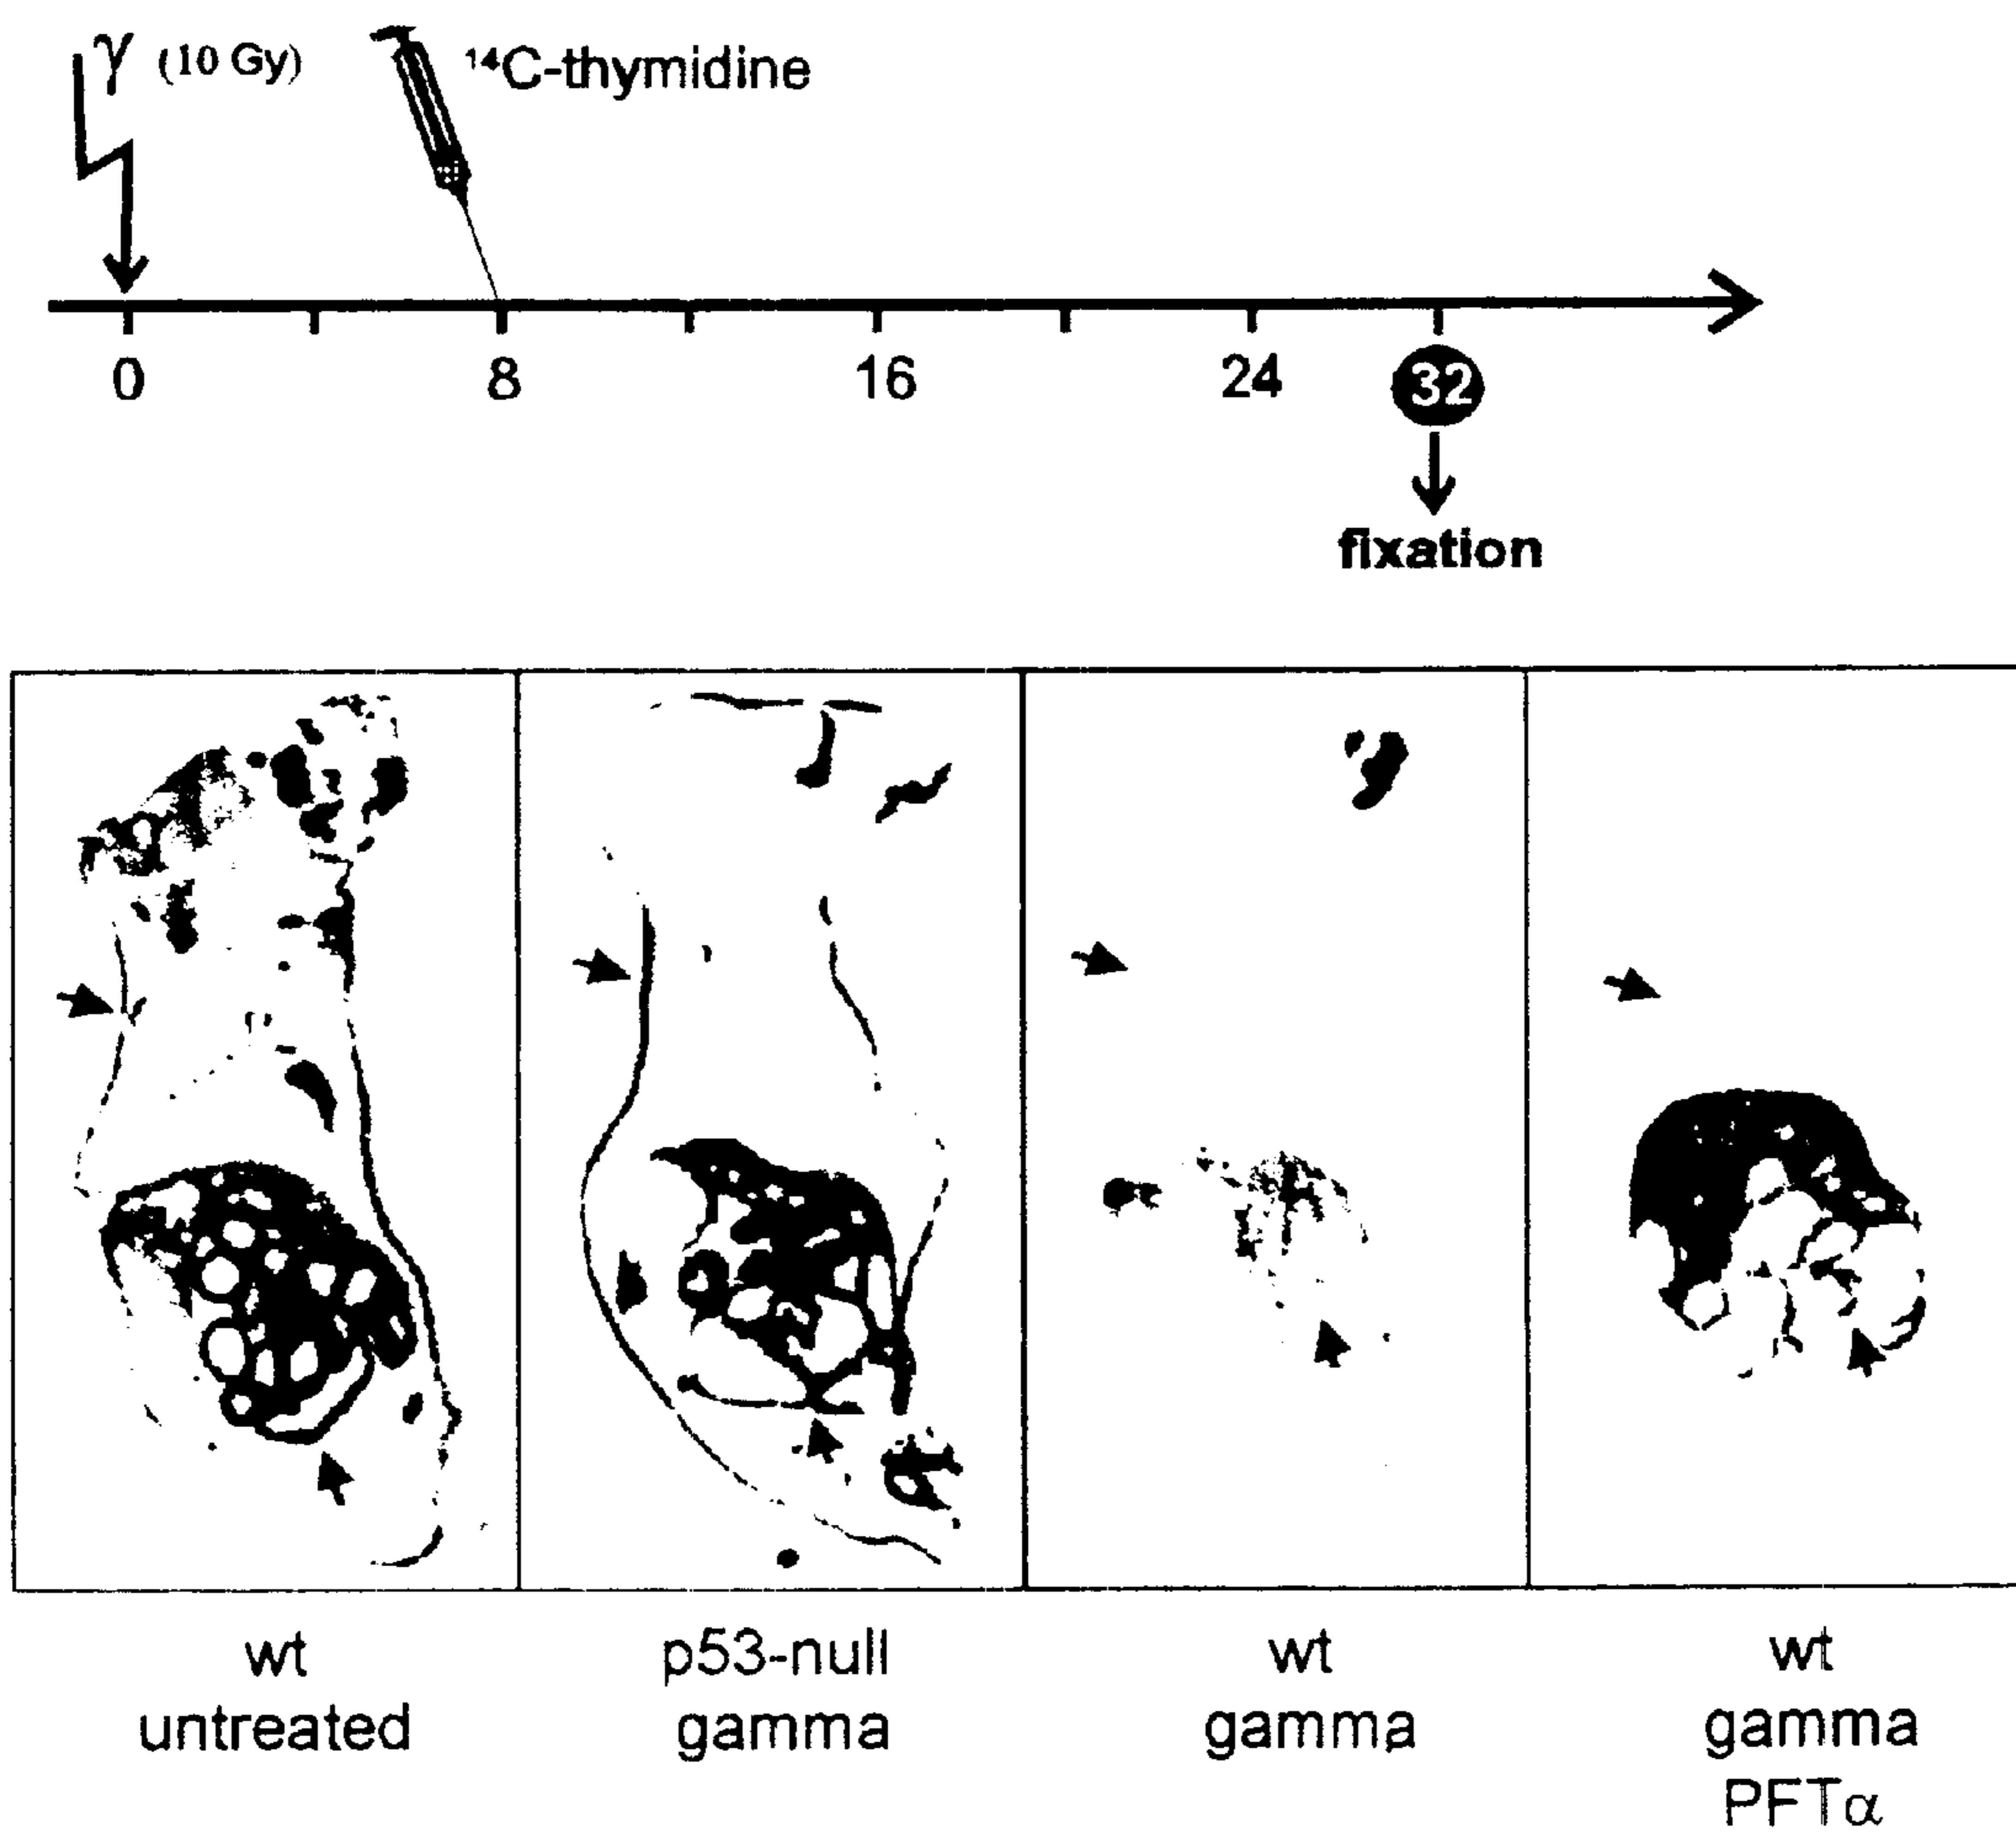 γ (10 Gy) ¹⁴C-thymidine
0 8 16 24 32
fixation
wt p53-null wt wt
untreated gamma gamma gamma
PFTα